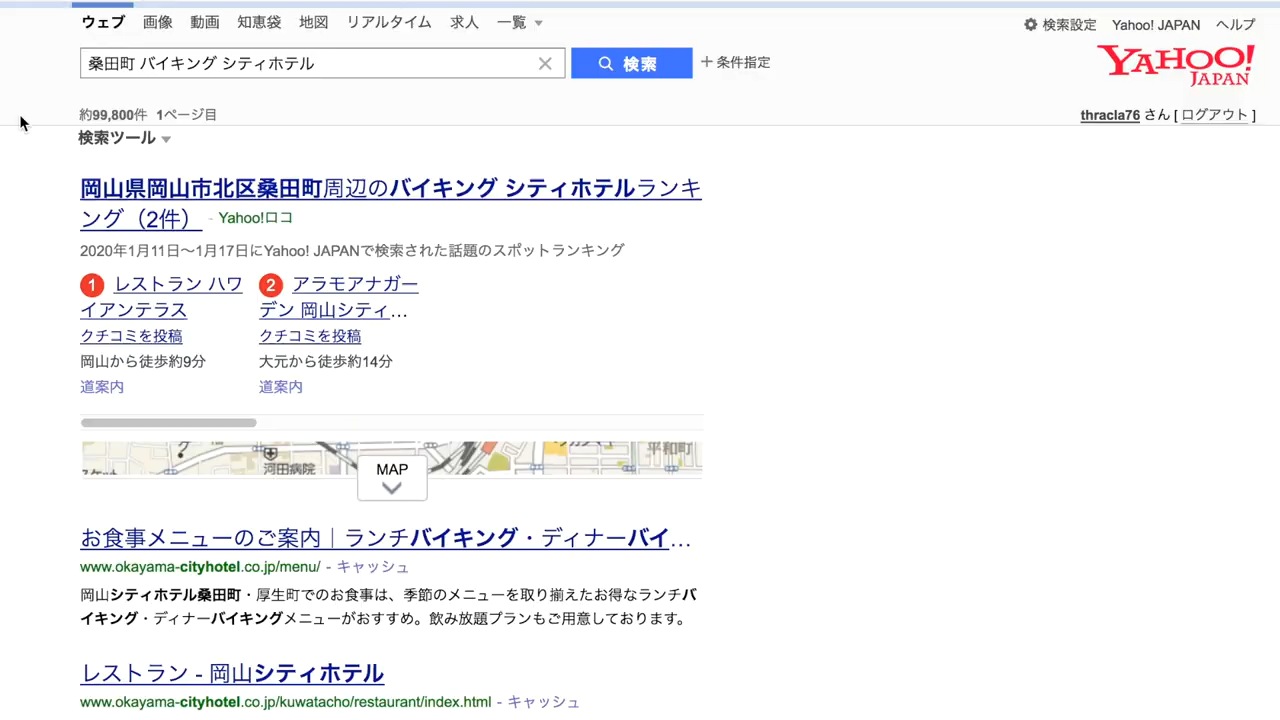 ウェブ 画像 動画 知恵袋 地図 リアルタイム 求人 一覧
検索設定 Yahoo! JAPAN ヘルプ
桑田町 バイキング シティホテル
検索
+条件指定
YAHOO! JAPAN
約99,800件 1ページ目
thracla76 さん [ ログアウト ]
検索ツール
岡山県岡山市北区桑田町周辺のバイキング シティホテルランキ
ング（2件） - Yahoo!ロコ
2020年1月11日～1月17日にYahoo! JAPANで検索された話題のスポットランキング
1 レストラン ハワ
イアンテラス
クチコミを投稿
岡山から徒歩約9分
道案内
2 アラモアナガー
デン 岡山シティ…
クチコミを投稿
大元から徒歩約14分
道案内
河田病院
平和町
MAP
お食事メニューのご案内｜ランチバイキング・ディナーバイ…
www.okayama-cityhotel.co.jp/menu/ - キャッシュ
岡山シティホテル桑田町・厚生町でのお食事は、季節のメニューを取り揃えたお得なランチバ
イキング・ディナーバイキングメニューがおすすめ。飲み放題プランもご用意しております。
レストラン - 岡山シティホテル
www.okayama-cityhotel.co.jp/kuwatacho/restaurant/index.html - キャッシュ